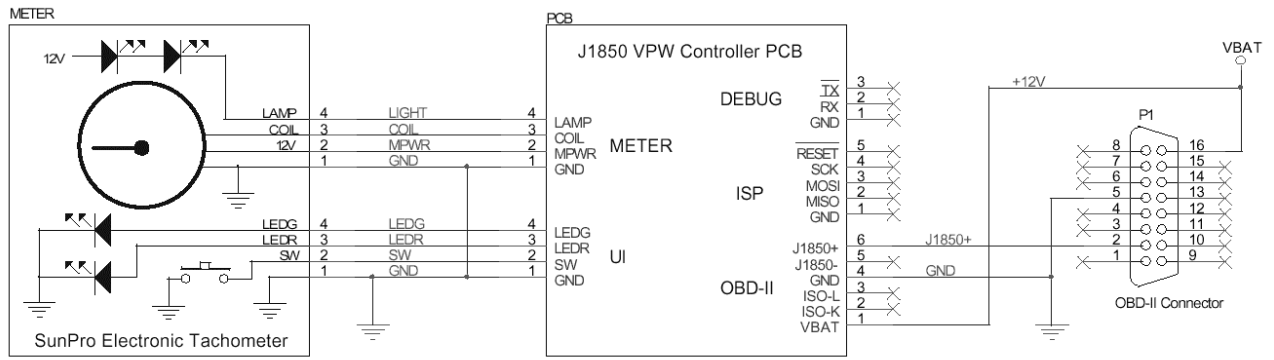 METER
PCB
J1850 VPW Controller PCB
VBAT
12V
+12V
DEBUG
TX 3
RX 2
GND 1
P1
LAMP 4 LIGHT 4 LAMP
COIL 3 COIL 3 COIL
12V 2 MPWR 2 MPWR
1 GND 1 GND
METER
RESET 5
SCK 4
MOSI 3
MISO 2
GND 1
ISP
8 16
7 15
6 14
5 13
4 12
3 11
2 10
1 9
LEDG 4 LEDG 4 LEDG
LEDR 3 LEDR 3 LEDR
SW 2 SW 2 SW
1 GND 1 GND
UI
J1850+ 6 J1850+
J1850- 5
GND 4 GND
ISO-L 3
ISO-K 2
VBAT 1
OBD-II
OBD-II Connector
SunPro Electronic Tachometer